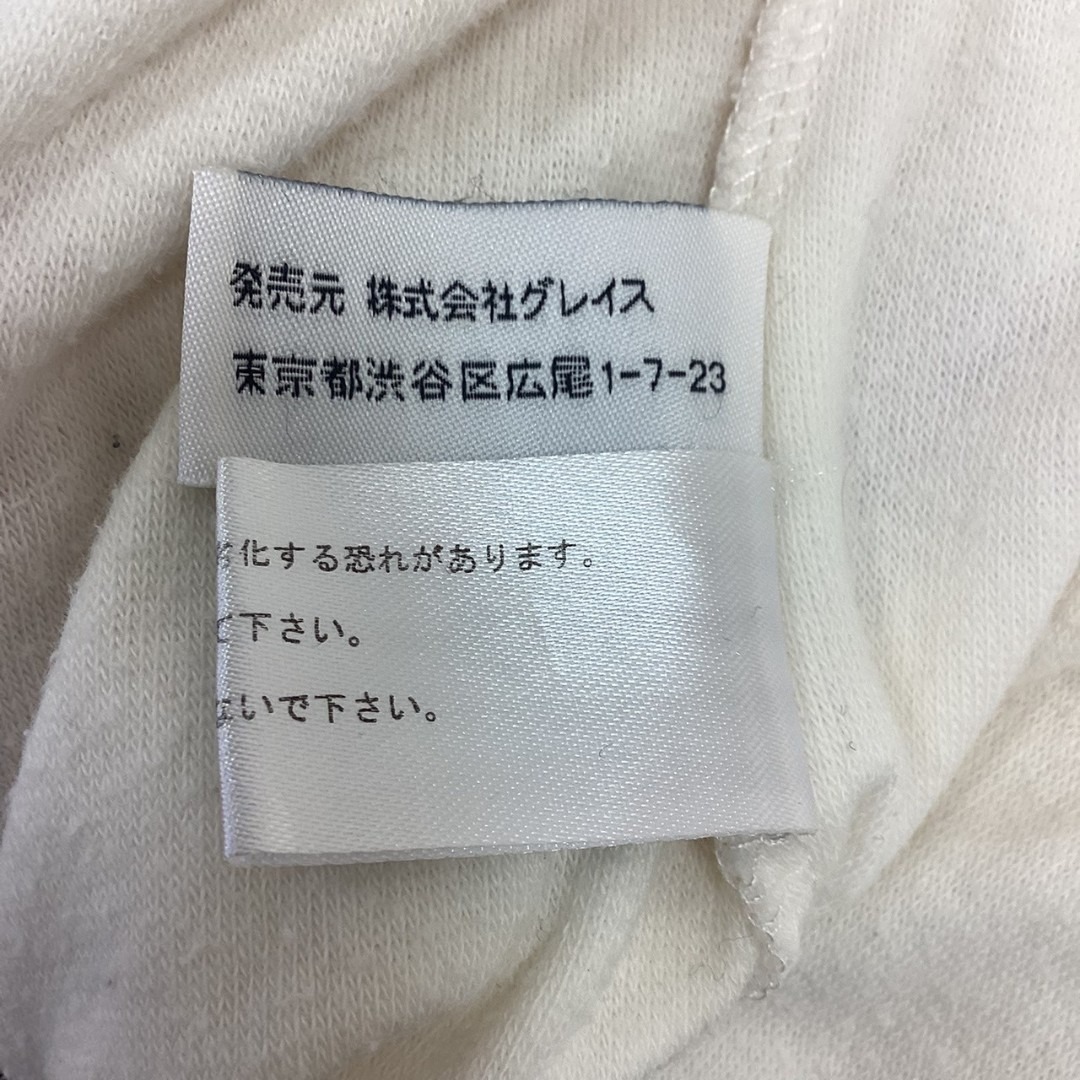 発売元 株式会社グレイス
東京都渋谷区広尾1-7-23
化する恐れがあります。
下さい。
いで下さい。